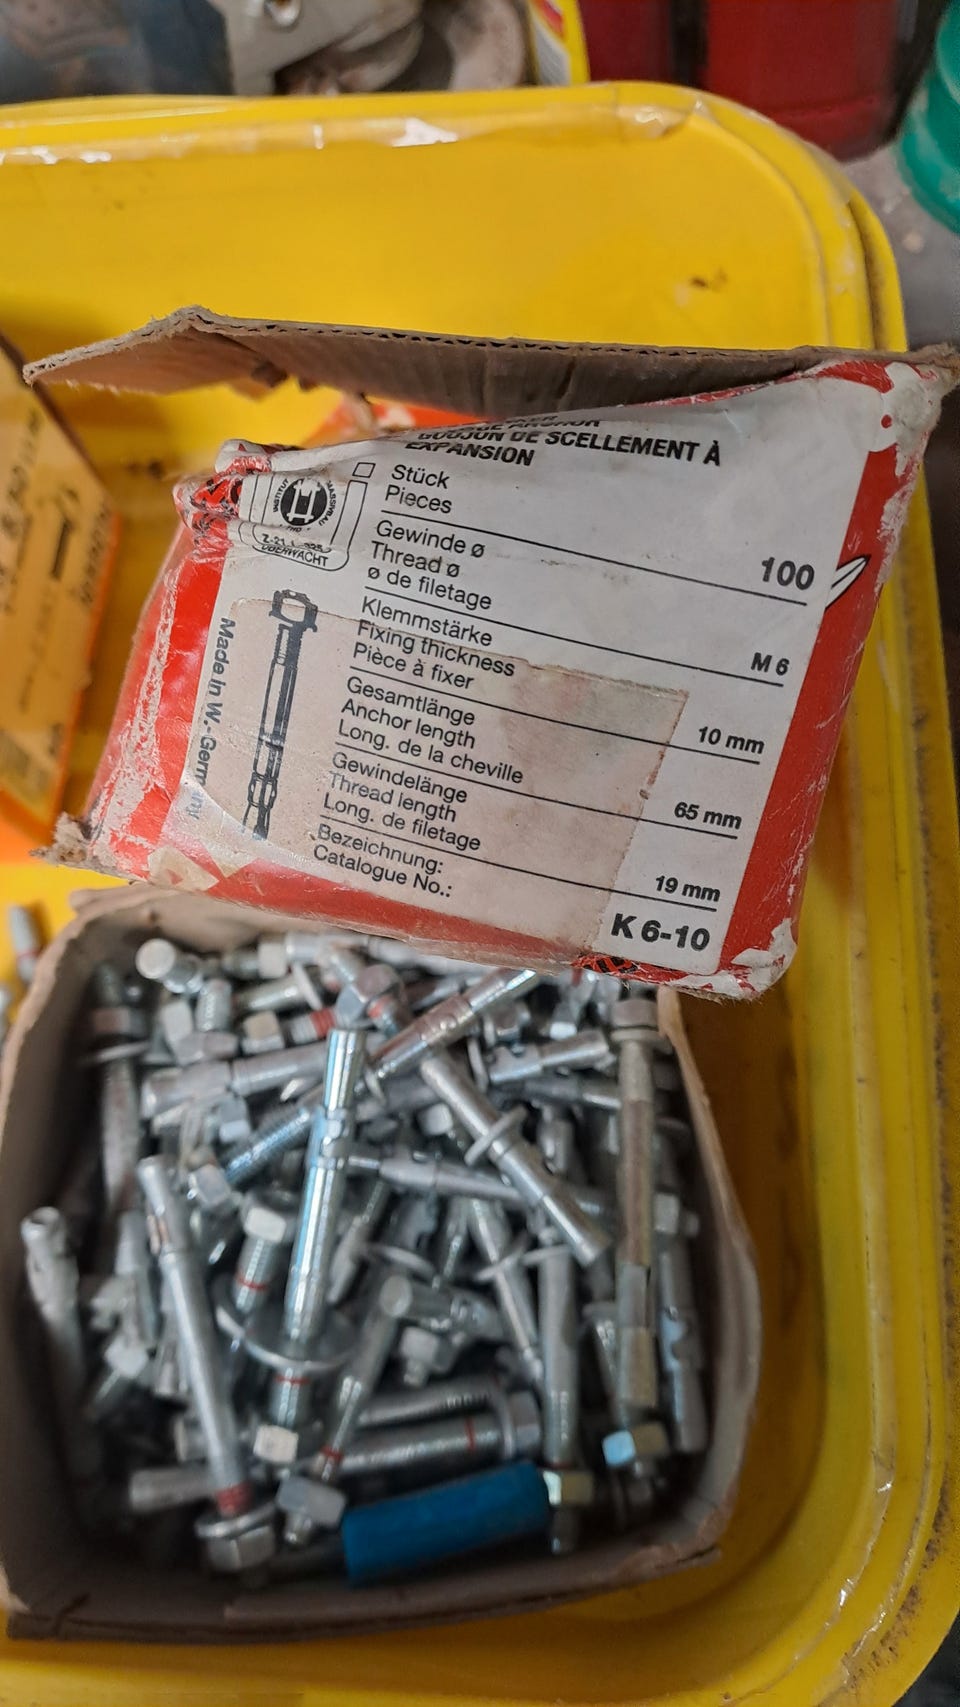 GOUJON DE SCELLEMENT À
EXPANSION
Stück
Pieces
100
Gewinde ø
Thread ø
ø de filetage
M 6
Klemmstärke
Fixing thickness
Pièce à fixer
10 mm
Gesamtlänge
Anchor length
Long. de la cheville
65 mm
Gewindelänge
Thread length
Long. de filetage
19 mm
Bezeichnung:
Catalogue No.:
K 6-10
INSTITUT
MASSIVBAU
ÜBERWACHT
Made in W.-Germany